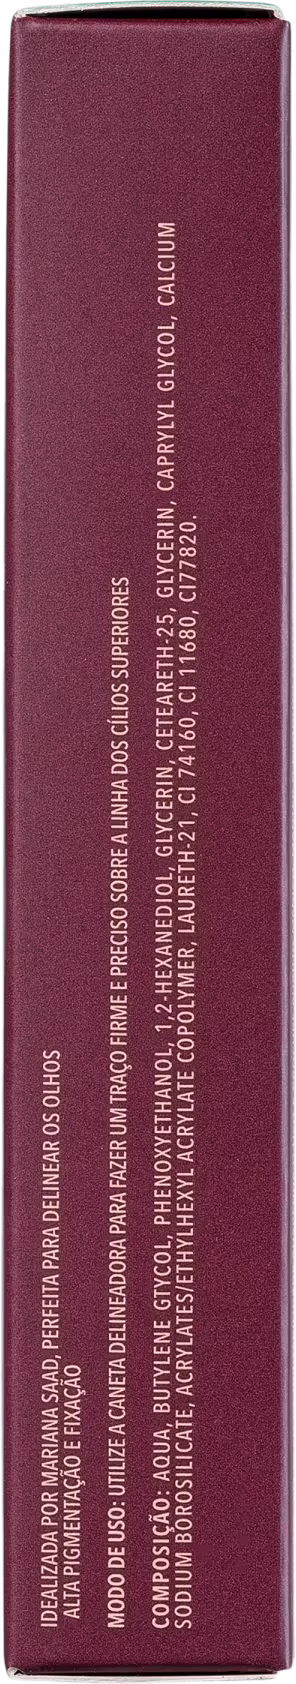 IDEALIZADA POR MARIANA SAAD, PERFEITA PARA DELINEAR OS OLHOS
ALTA PIGMENTAÇÃO E FIXAÇÃO
MODO DE USO: UTILIZE A CANETA DELINEADORA PARA FAZER UM TRAÇO FIRME E PRECISO SOBRE A LINHA DOS CÍLIOS SUPERIORES
COMPOSIÇÃO: AQUA, BUTYLENE GTYCOL, PHENOXYETHANOL, 1,2-HEXANEDIOL, GLYCERIN, CETEARETH-25, GLYCERIN, CAPRYLYL GLYCOL, CALCIUM
SODIUM BOROSILICATE, ACRYLATES/ETHYLHEXYL ACRYLATE COPOLYMER, LAURETH-21, CI 74160, CI 11680, CI77820.